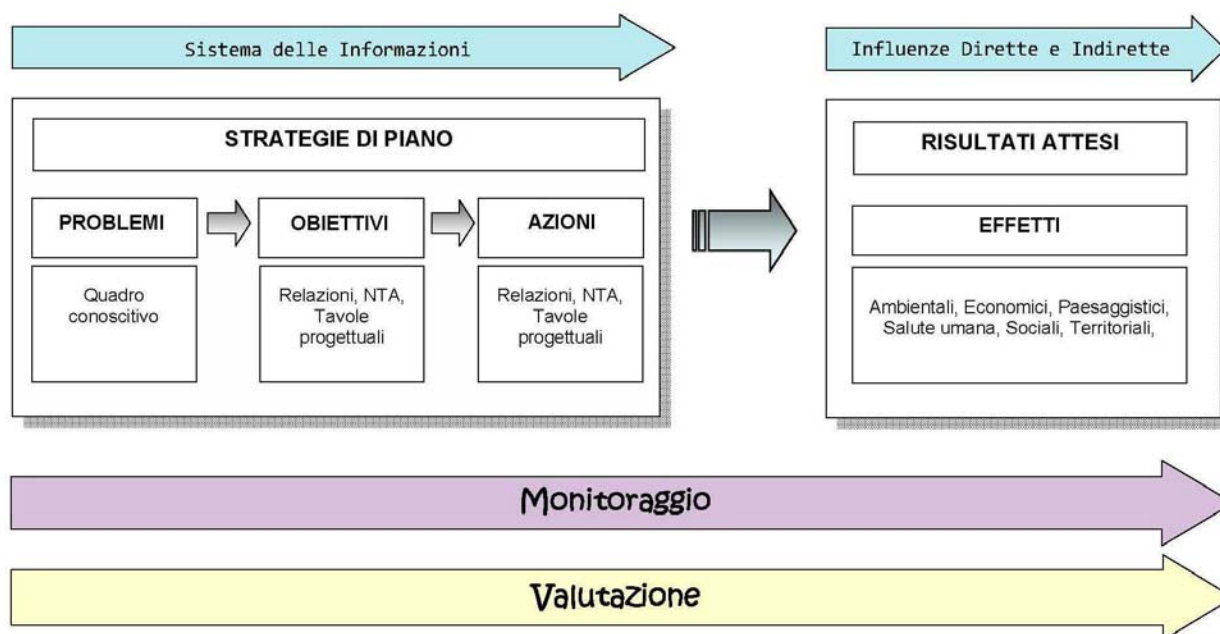 Sistema delle Informazioni
Influenze Dirette e Indirette
STRATEGIE DI PIANO
PROBLEMI
OBIETTIVI
AZIONI
Quadro
conoscitivo
Relazioni, NTA,
Tavole
progettuali
Relazioni, NTA,
Tavole
progettuali
RISULTATI ATTESI
EFFETTI
Ambientali, Economici, Paesaggistici,
Salute umana, Sociali, Territoriali,
Monitoraggio
Valutazione